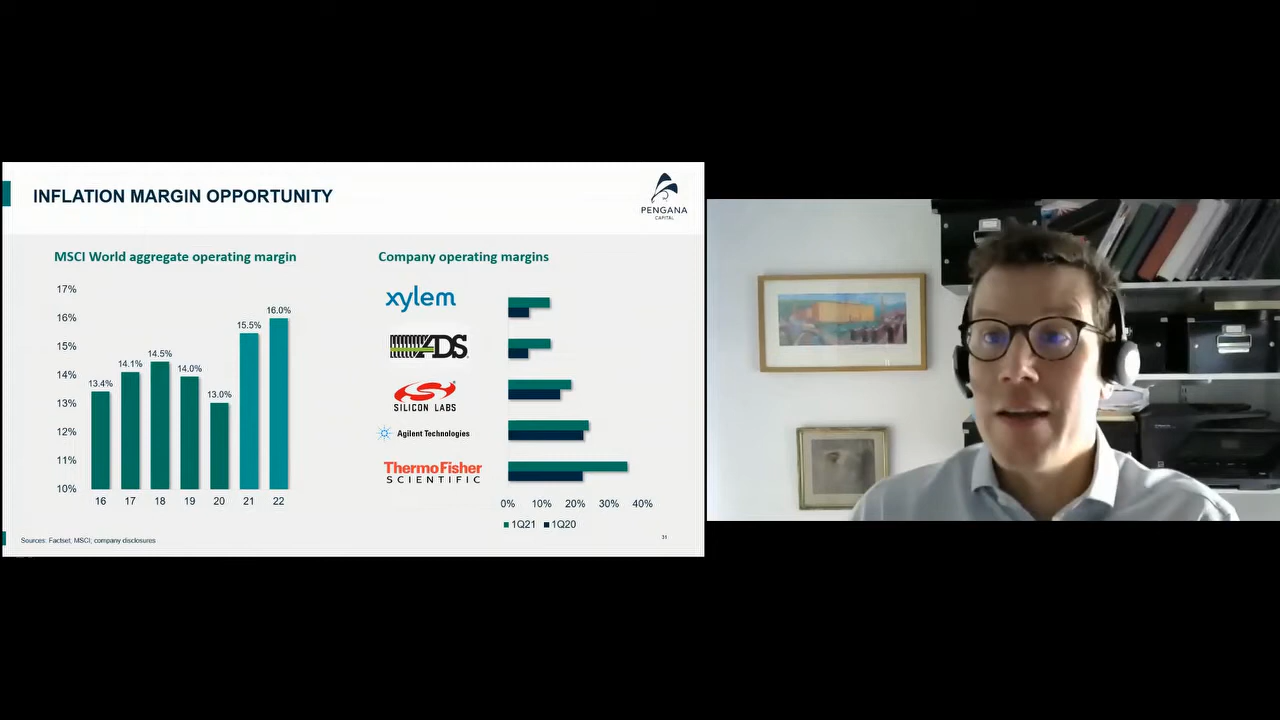 INFLATION MARGIN OPPORTUNITY
PENGANA
CAPITAL
MSCI World aggregate operating margin
17%
16%
15%
14%
13%
12%
11%
10%
13.4%
14.1%
14.5%
14.0%
13.0%
15.5%
16.0%
16 17 18 19 20 21 22
Company operating margins
xylem
ADS
SILICON LABS
Agilent Technologies
ThermoFisher
SCIENTIFIC
0% 10% 20% 30% 40%
1Q21 1Q20
Sources: Factset, MSCI, company disclosures
31